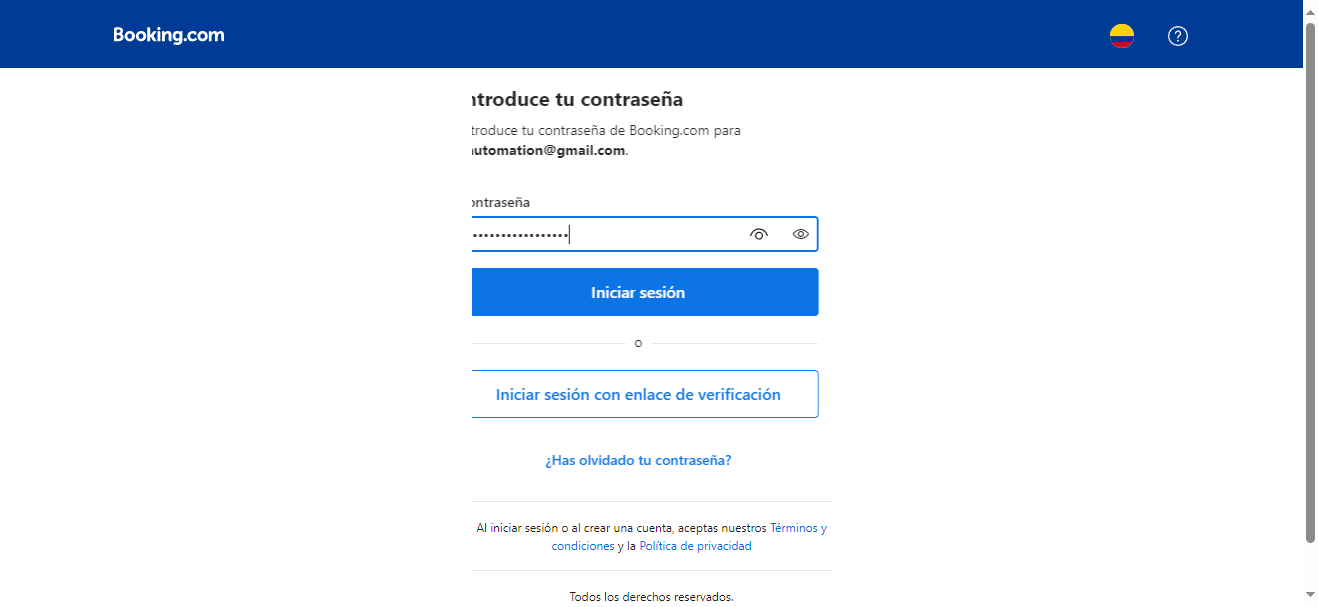 Booking.com
ntroduce tu contraseña
troduce tu contraseña de Booking.com para
automation@gmail.com.
ontraseña
Iniciar sesión
o
Iniciar sesión con enlace de verificación
¿Has olvidado tu contraseña?
Al iniciar sesión o al crear una cuenta, aceptas nuestros Términos y
condiciones y la Política de privacidad
Todos los derechos reservados.